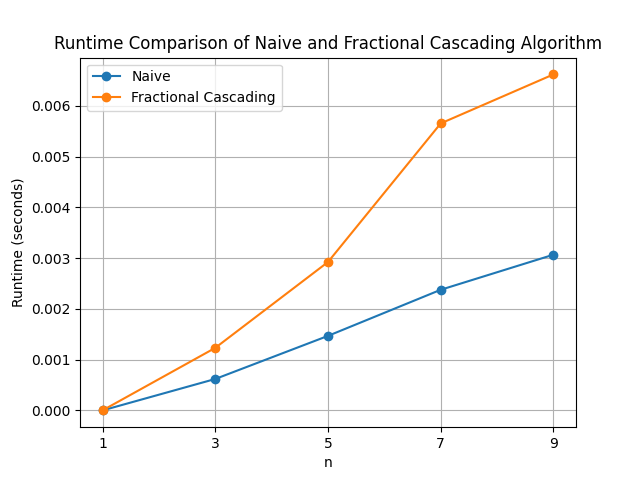 Runtime Comparison of Naive and Fractional Cascading Algorithm
Naive
Fractional Cascading
Runtime (seconds)
0.006
0.005
0.004
0.003
0.002
0.001
0.000
1 3 5 7 9
n